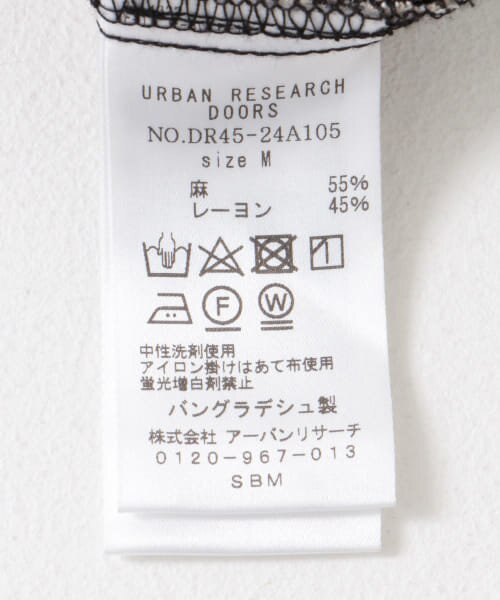 URBAN RESEARCH
DOORS
NO.DR45-24A105
size M
麻 55%
レーヨン 45%
F W
中性洗剤使用
アイロン掛けはあて布使用
蛍光増白剤禁止
バングラデシュ製
株式会社 アーバンリサーチ
0120-967-013
SBM